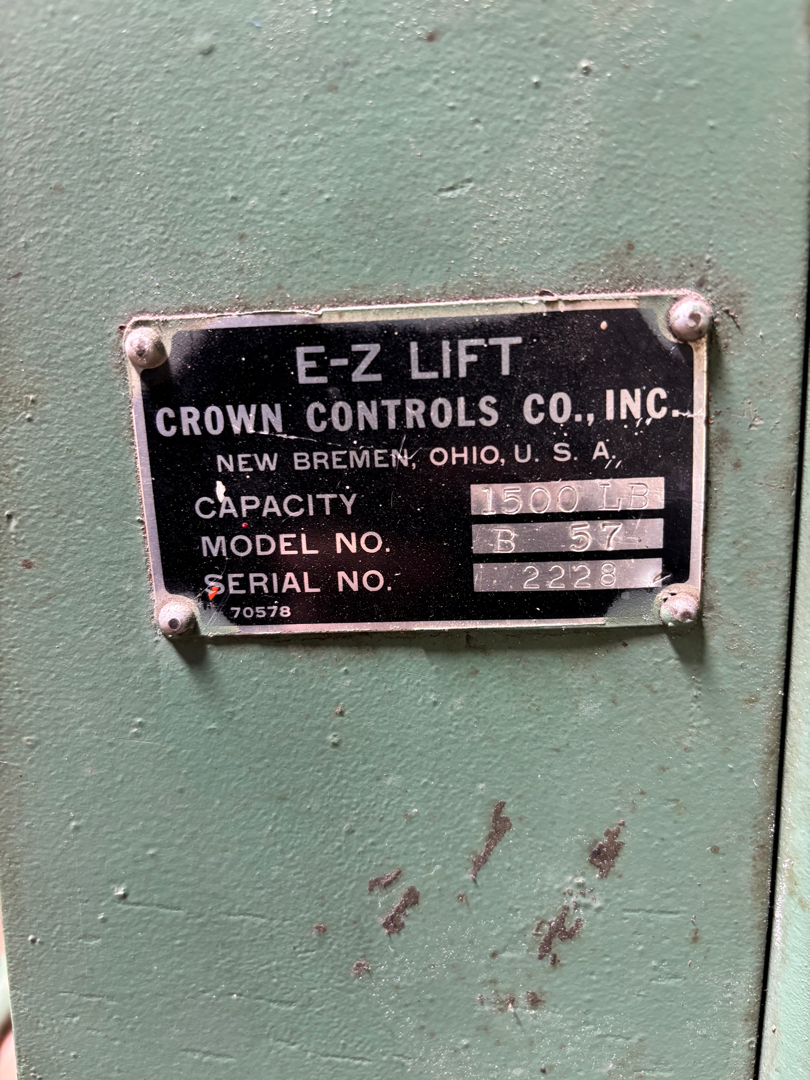 E-Z LIFT
CROWN CONTROLS CO., INC.
NEW BREMEN, OHIO, U. S. A.
CAPACITY 1500 LB
MODEL NO. B 57
SERIAL NO. 2228
70578